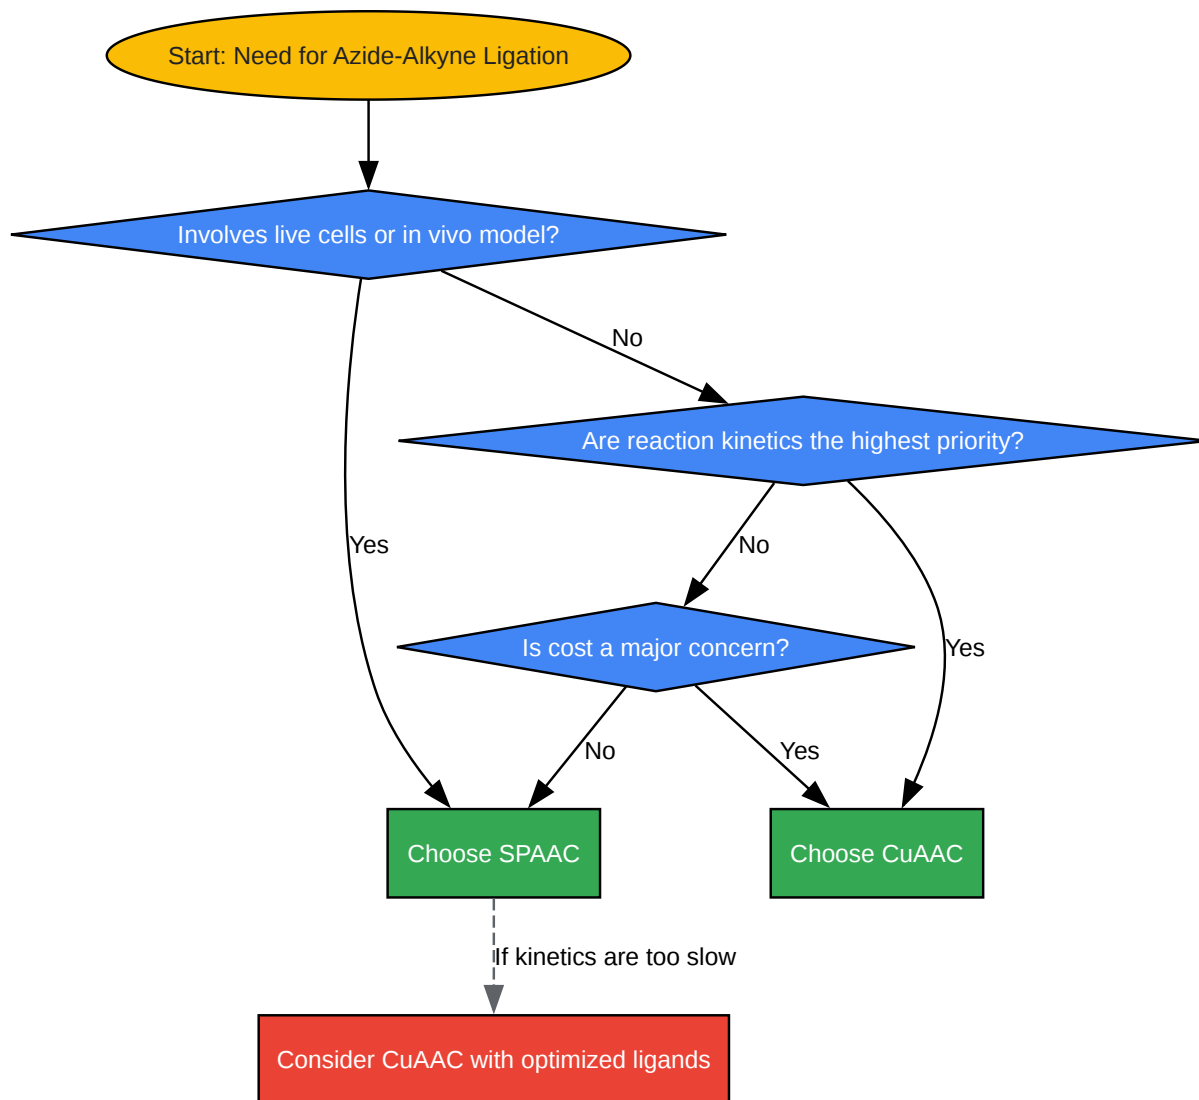 Start: Need for Azide-Alkyne Ligation
Involves live cells or in vivo model?
No
Are reaction kinetics the highest priority?
Yes
No
Is cost a major concern?
Yes
No
Yes
Choose SPAAC
Choose CuAAC
If kinetics are too slow
Consider CuAAC with optimized ligands